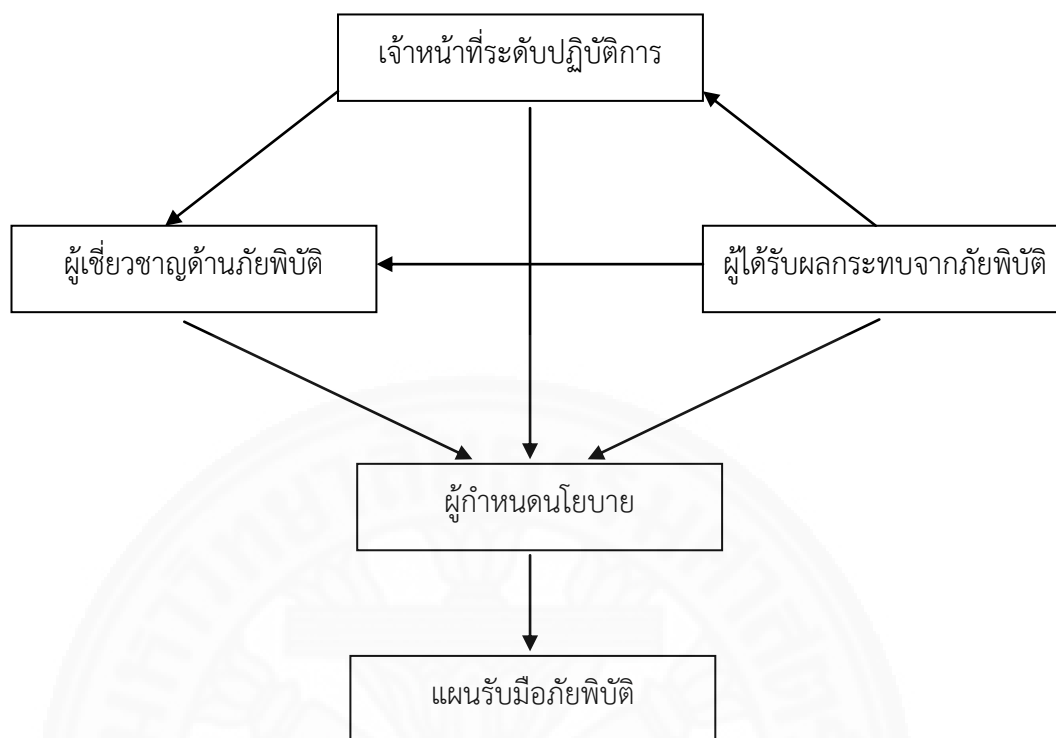 เจ้าหน้าที่ระดับปฏิบัติการ
ผู้เชี่ยวชาญด้านภัยพิบัติ
ผู้ได้รับผลกระทบจากภัยพิบัติ
ผู้กำหนดนโยบาย
แผนรับมือภัยพิบัติ